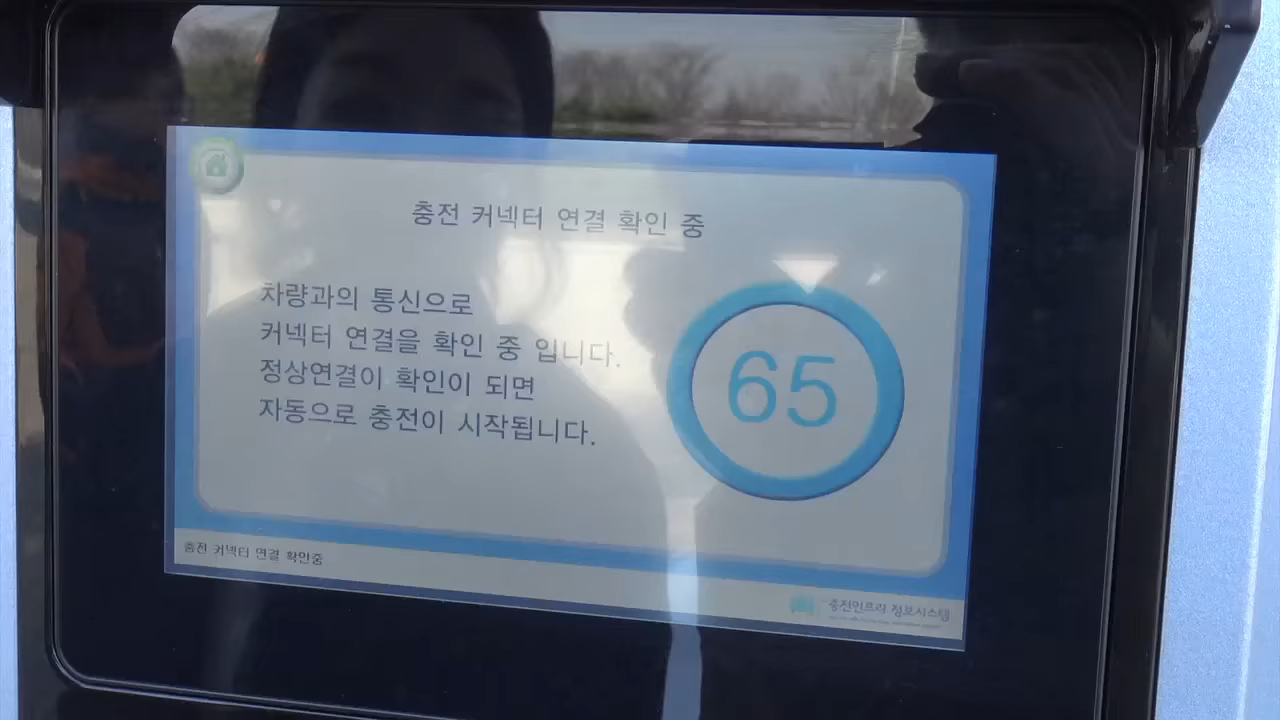 충전 커넥터 연결 확인 중
차량과의 통신으로
커넥터 연결을 확인 중 입니다.
정상연결이 확인이 되면
자동으로 충전이 시작됩니다.
65
충전 커넥터 연결 확인중
충전인프라 정보시스템